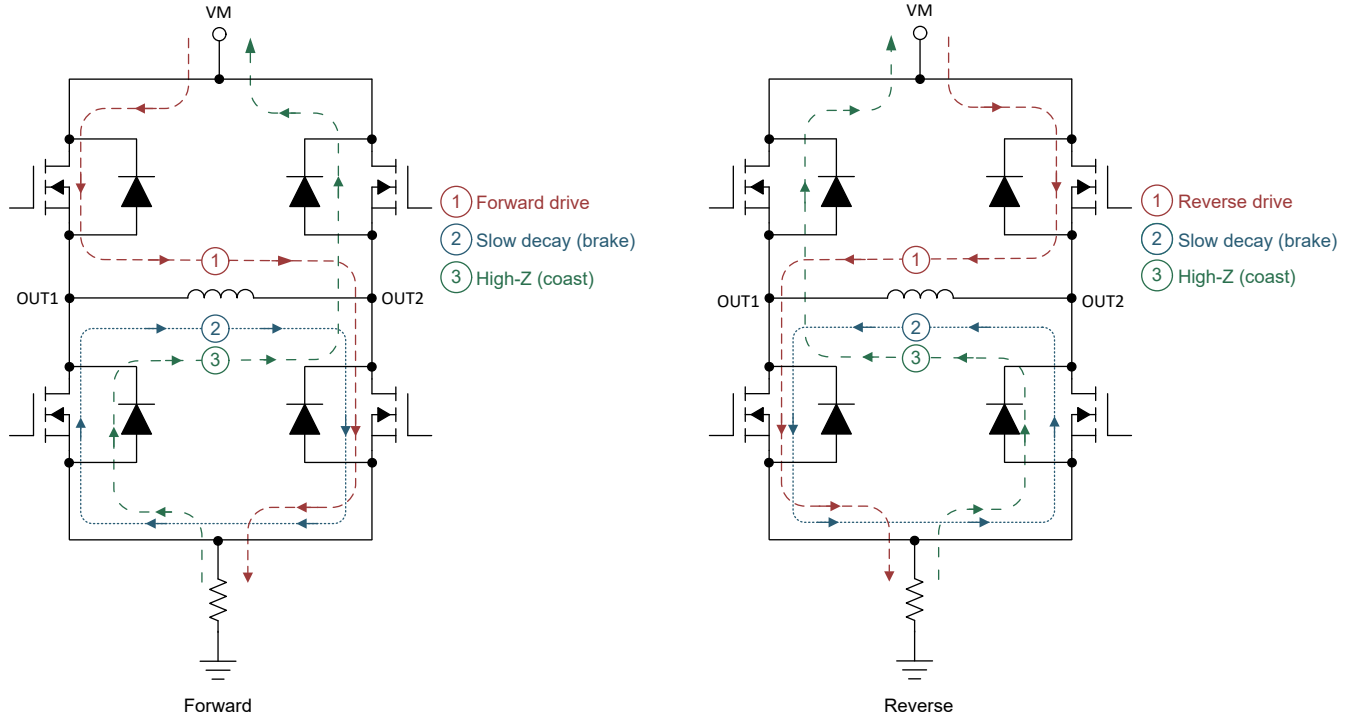 VM
1 Forward drive
2 Slow decay (brake)
3 High-Z (coast)
1
OUT1
OUT2
2
3
Forward
VM
1 Reverse drive
2 Slow decay (brake)
3 High-Z (coast)
1
OUT1
OUT2
2
3
Reverse